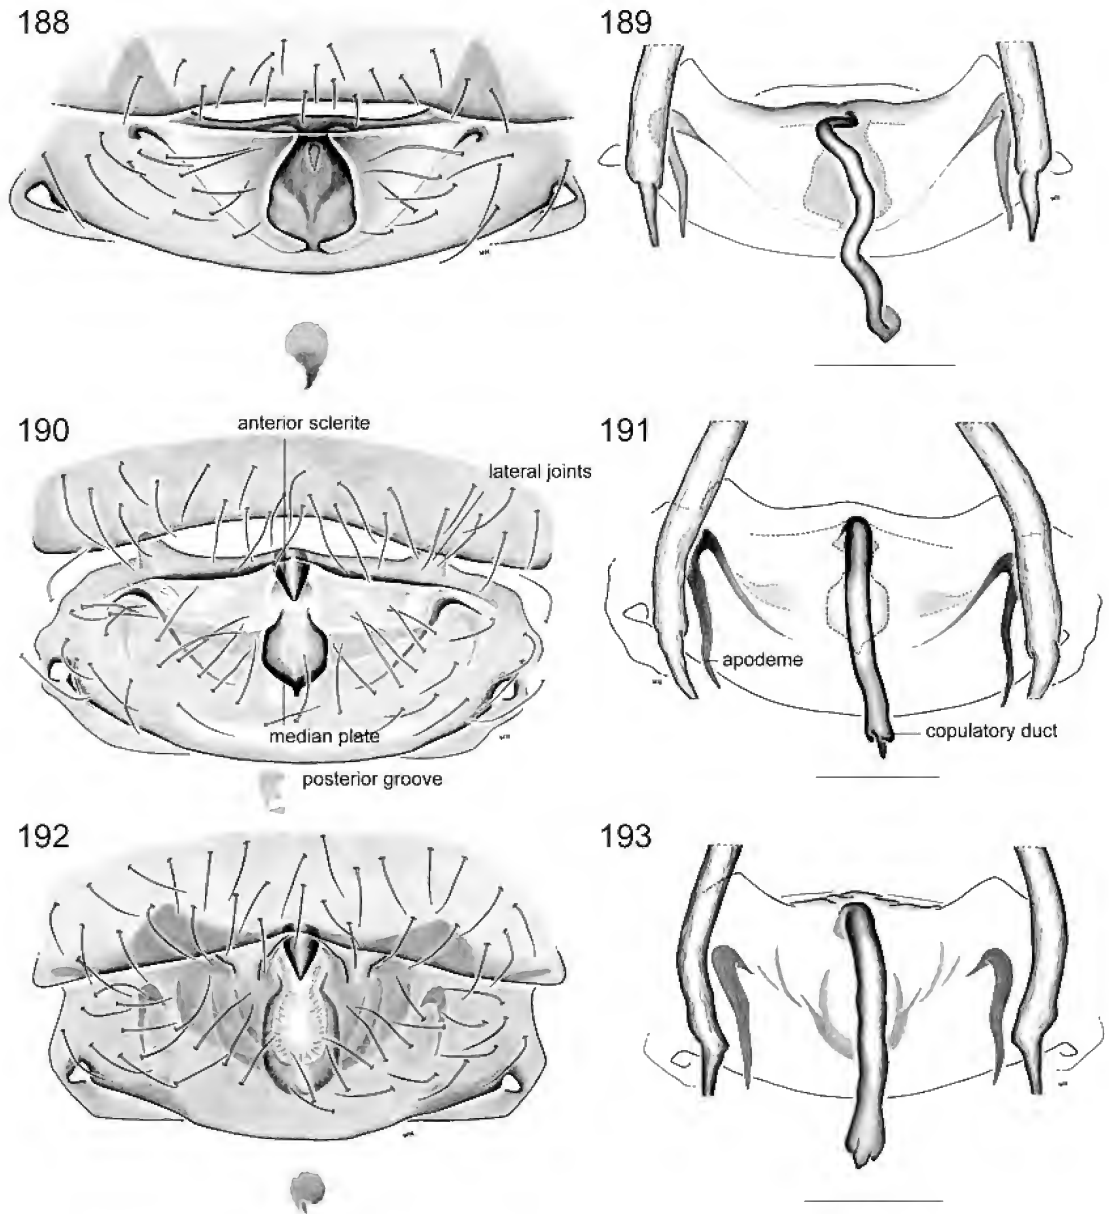 188
189
190
anterior sclerite
lateral joints
median plate
posterior groove
191
apodeme
copulatory duct
192
193